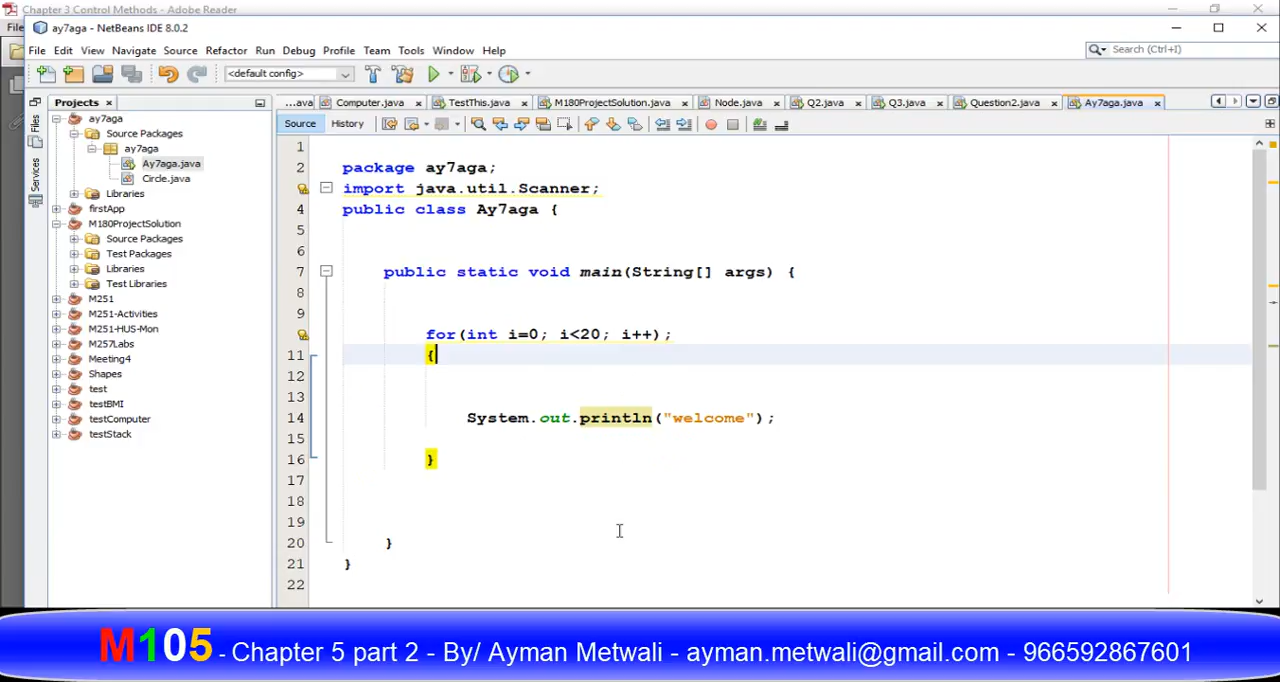 Chapter 3 Control Methods - Adobe Reader
File
ay7aga - NetBeans IDE 8.0.2
File Edit View Navigate Source Refactor Run Debug Profile Team Tools Window Help
Search (Ctrl+I)
<default config>
Projects
...ava Computer.java TestThis.java M180ProjectSolution.java Node.java Q2.java Q3.java Question2.java Ay7aga.java
Source History
Files
Services
ay7aga
Source Packages
ay7aga
Ay7aga.java
Circle.java
Libraries
firstApp
M180ProjectSolution
Source Packages
Test Packages
Libraries
Test Libraries
M251
M251-Activities
M251-HUS-Mon
M257Labs
Meeting4
Shapes
test
testBMI
testComputer
testStack
1
2 package ay7aga;
import java.util.Scanner;
4 public class Ay7aga {
5
6
7 public static void main(String[] args) {
8
9
for(int i=0; i<20; i++);
11 {
12
13
14 System.out.println("welcome");
15
16 }
17
18
19
20 }
21 }
22
M105 - Chapter 5 part 2 - By/ Ayman Metwali - ayman.metwali@gmail.com - 966592867601